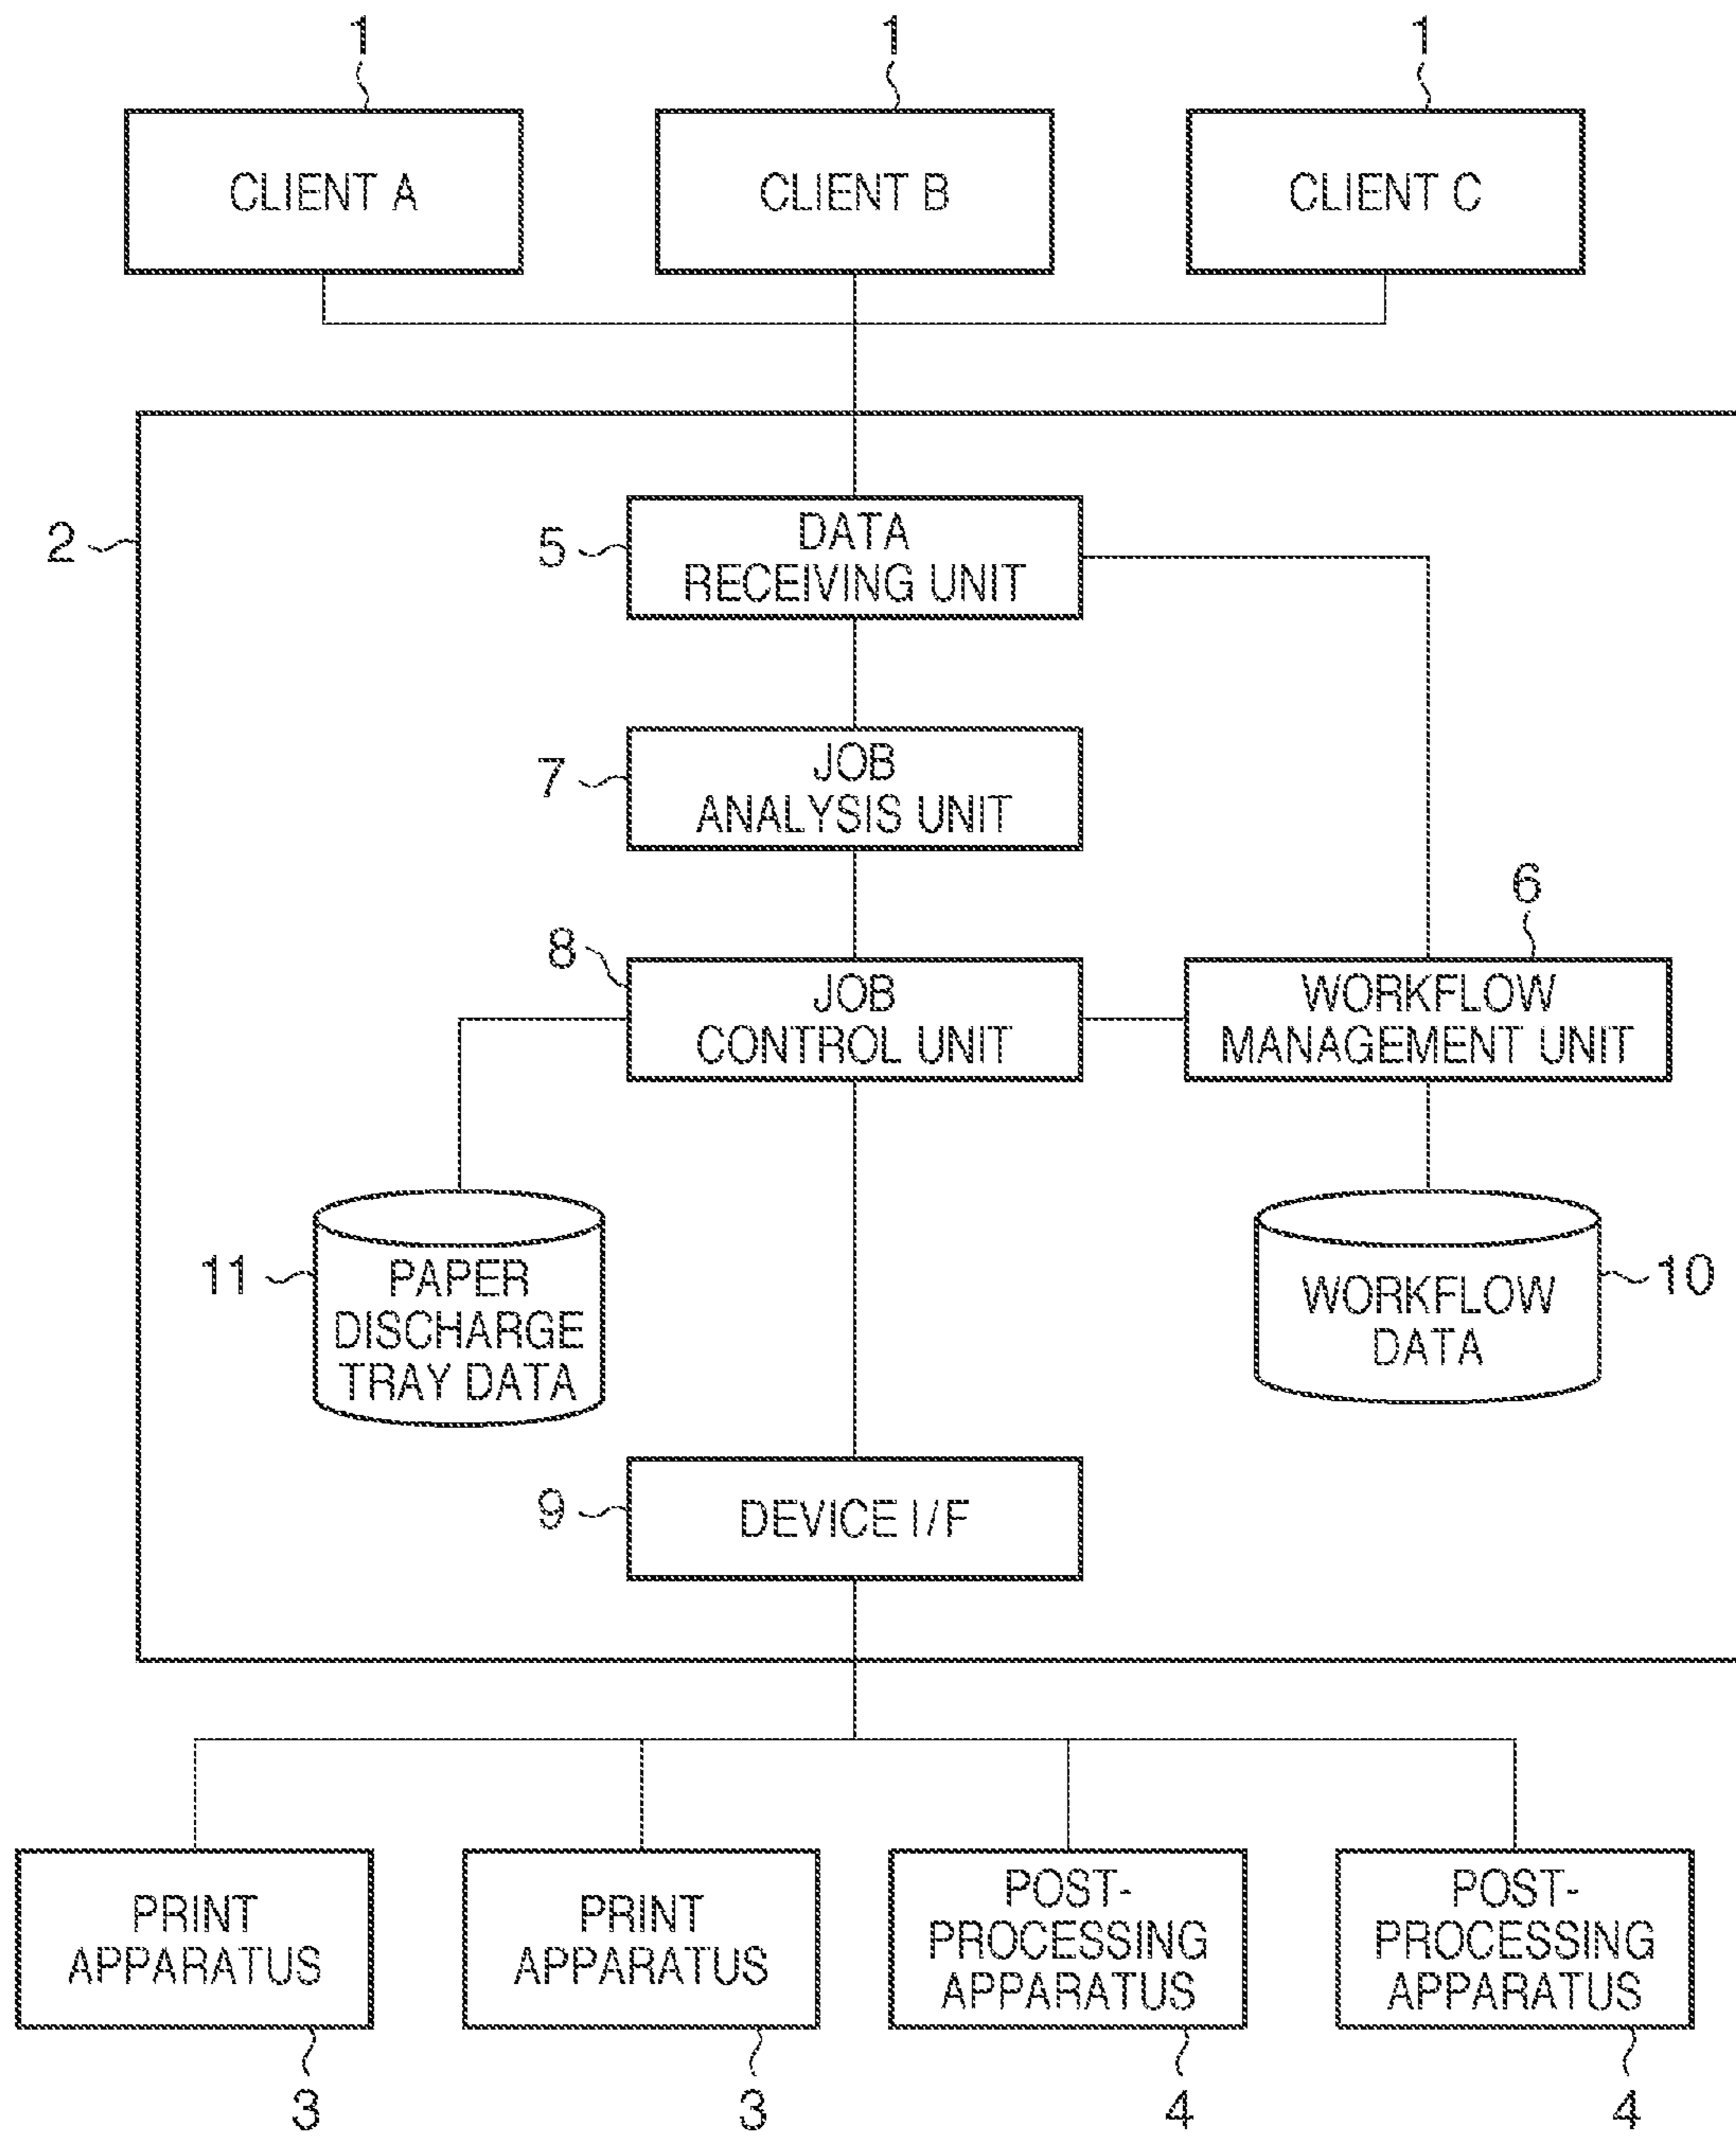 1
1
1
CLIENT A
CLIENT B
CLIENT C
2
5
DATA
RECEIVING UNIT
7
JOB
ANALYSIS UNIT
6
8
JOB
CONTROL UNIT
WORKFLOW
MANAGEMENT UNIT
11
PAPER
DISCHARGE
TRAY DATA
WORKFLOW
DATA
10
9
DEVICE I/F
PRINT
APPARATUS
PRINT
APPARATUS
POST-
PROCESSING
APPARATUS
POST-
PROCESSING
APPARATUS
3
3
4
4